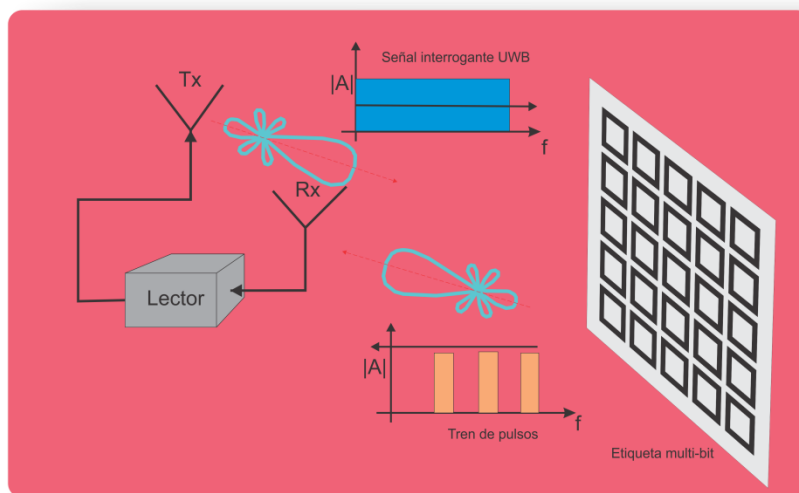 Señal interrogante UWB
Tx
|A|
f
Rx
Lector
|A|
f
Tren de pulsos
Etiqueta multi-bit